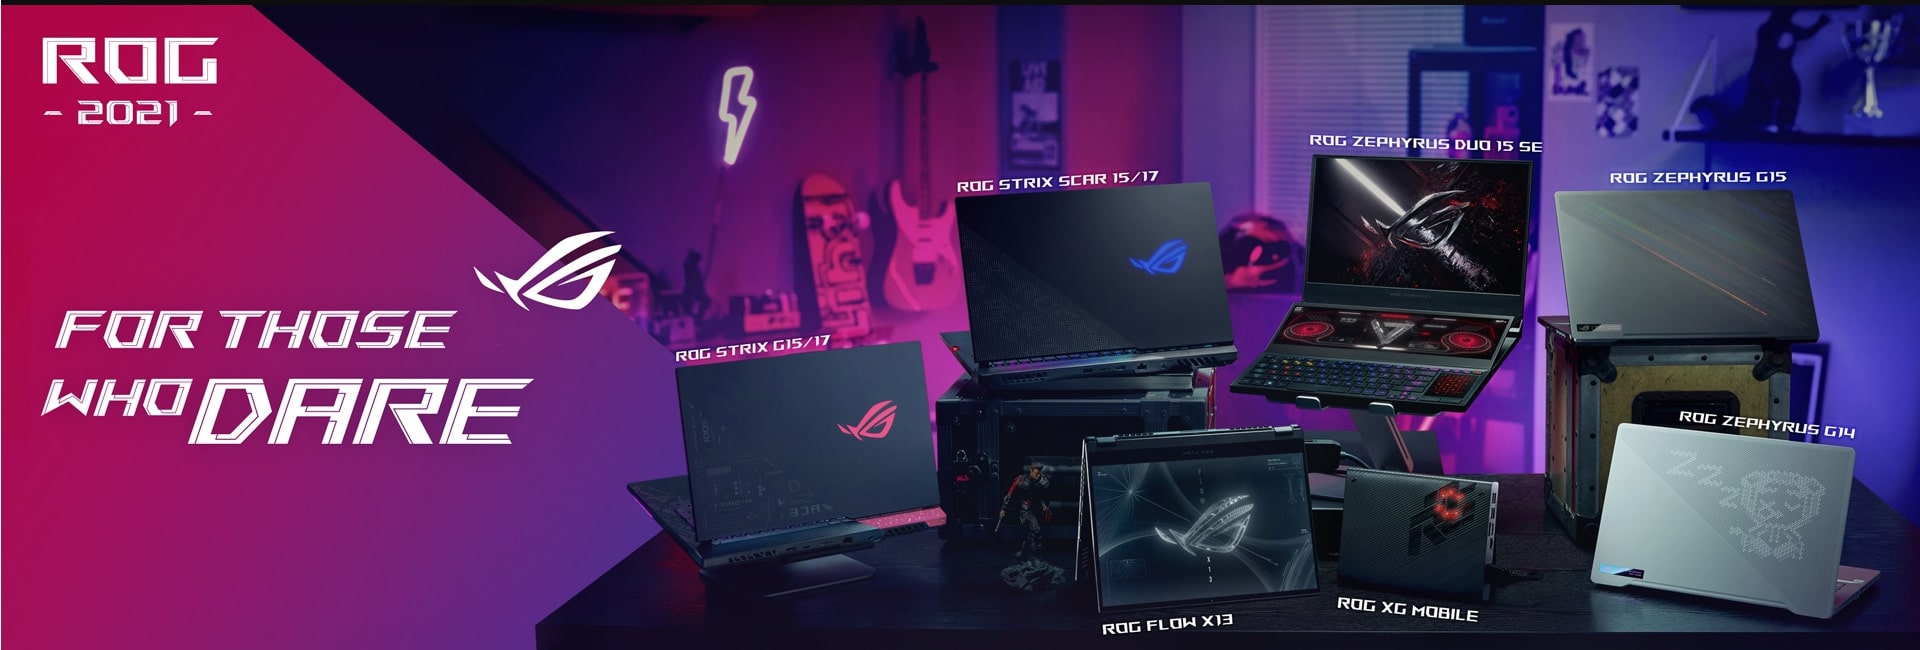 ROG
- 2021 -
FOR THOSE
WHO DARE
ROG STRIX G15/17
ROG STRIX SCAR 15/17
ROG ZEPHYRUS DUO 15 SE
ROG ZEPHYRUS G15
ROG ZEPHYRUS G14
ROG FLOW X13
ROG XG MOBILE